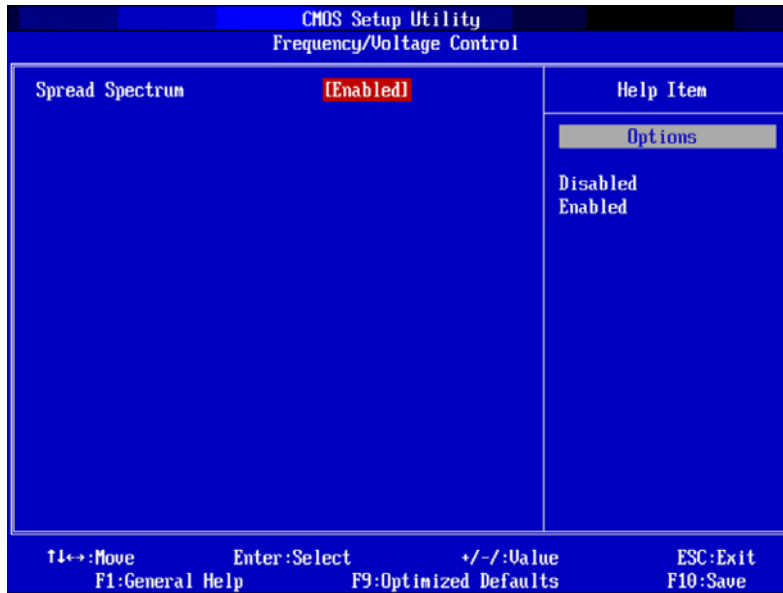 CMOS Setup Utility
Frequency/Voltage Control
Spread Spectrum [Enabled]
Help Item
Options
Disabled
Enabled
↑↓←→:Move Enter:Select +/-/:Value ESC:Exit
F1:General Help F9:Optimized Defaults F10:Save